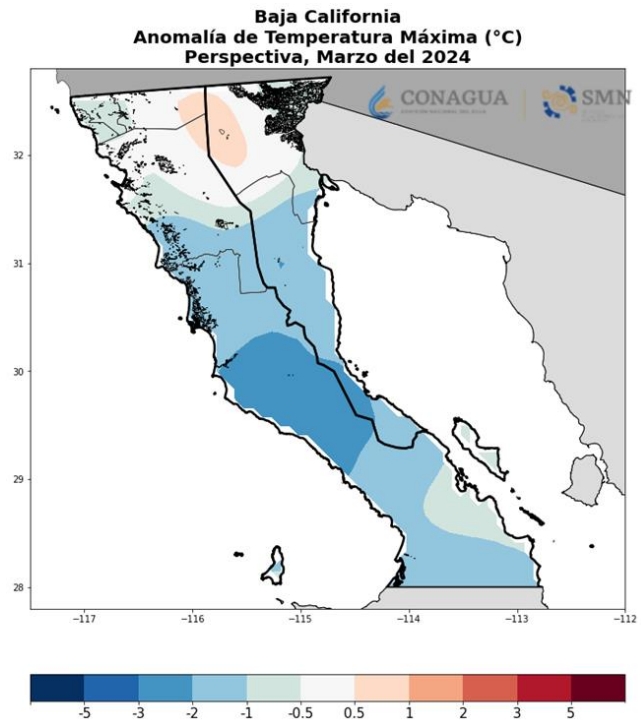 Baja California
Anomalía de Temperatura Máxima (°C)
Perspectiva, Marzo del 2024
CONAGUA
SMN
32
31
30
29
28
−117 −116 −115 −114 −113 −112
-5 -3 -2 -1 -0.5 0.5 1 2 3 5